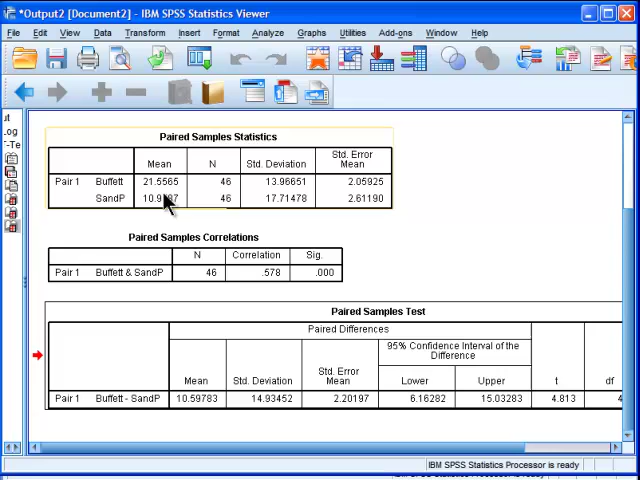 *Output2 [Document2] - IBM SPSS Statistics Viewer
File Edit View Data Transform Insert Format Analyze Graphs Utilities Add-ons Window Help
Log
T-Te
Paired Samples Statistics
Mean N Std. Deviation Std. Error Mean
Pair 1 Buffett 21.5565 46 13.96651 2.05925
SandP 46 17.71478 2.61190
Paired Samples Correlations
N Correlation Sig.
Pair 1 Buffett & SandP 46 .578 .000
Paired Samples Test
Paired Differences
95% Confidence Interval of the Difference
Mean Std. Deviation Std. Error Mean Lower Upper t df
Pair 1 Buffett - SandP 10.59783 14.93452 2.20197 6.16282 15.03283 4.813 4
IBM SPSS Statistics Processor is ready